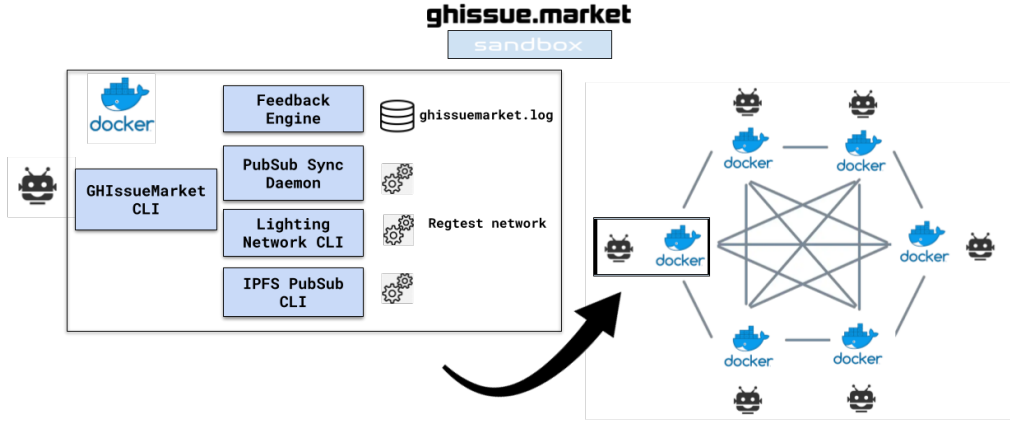 ghissue.market
sandbox
docker
Feedback
Engine
ghissuemarket.log
PubSub Sync
Daemon
GHIssueMarket
CLI
Lighting
Network CLI
Regtest network
IPFS PubSub
CLI
docker
docker
docker
docker
docker
docker